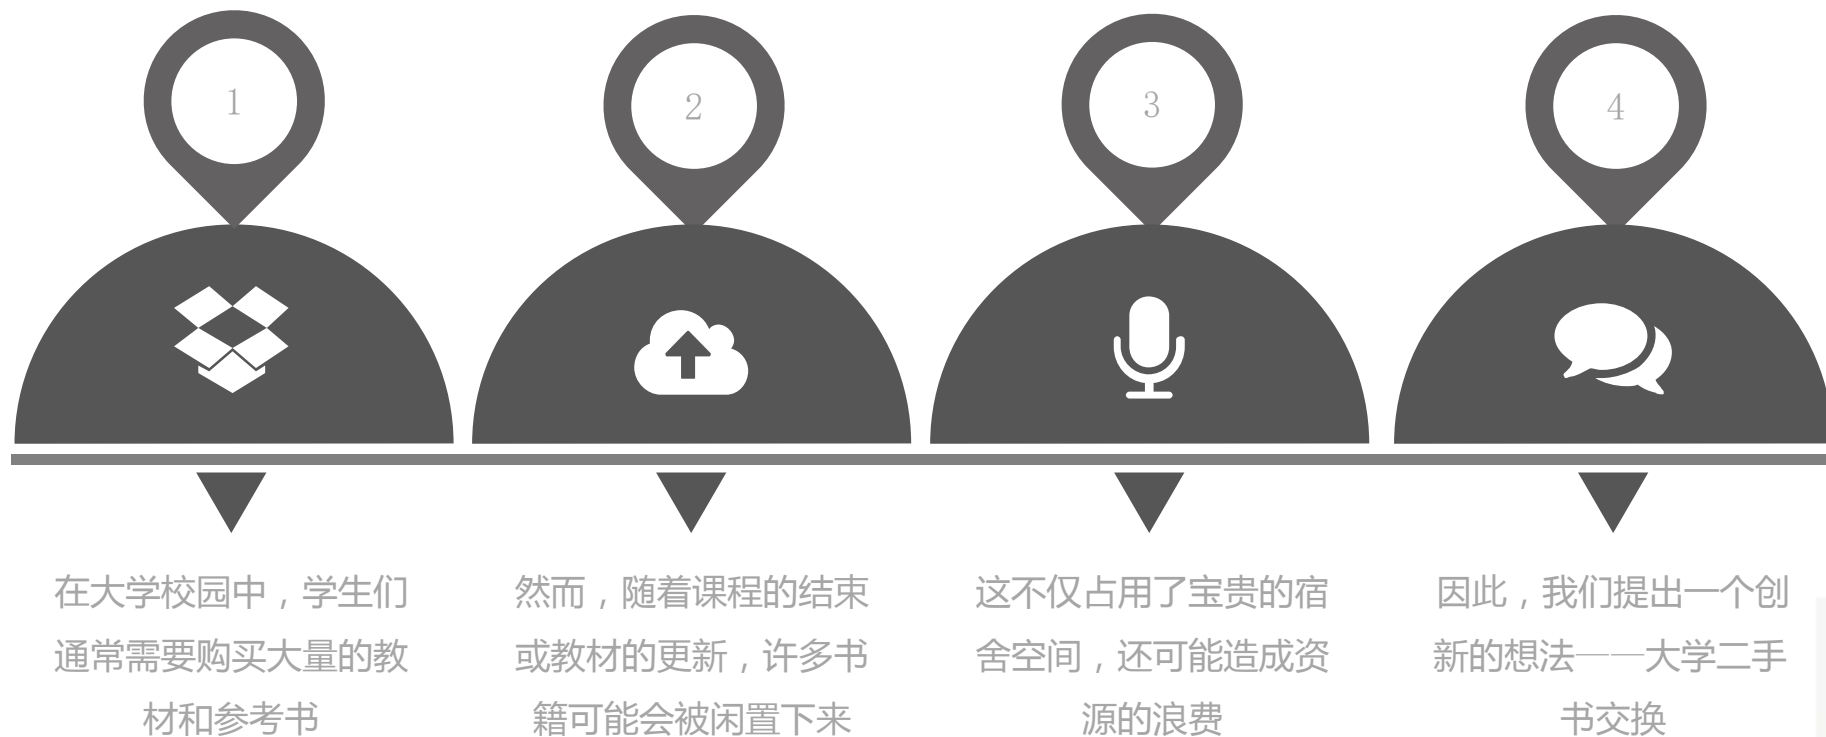 1
2
3
4
在大学校园中，学生们
通常需要购买大量的教
材和参考书
然而，随着课程的结束
或教材的更新，许多书
籍可能会被闲置下来
这不仅占用了宝贵的宿
舍空间，还可能造成资
源的浪费
因此，我们提出一个创
新的想法——大学二手
书交换